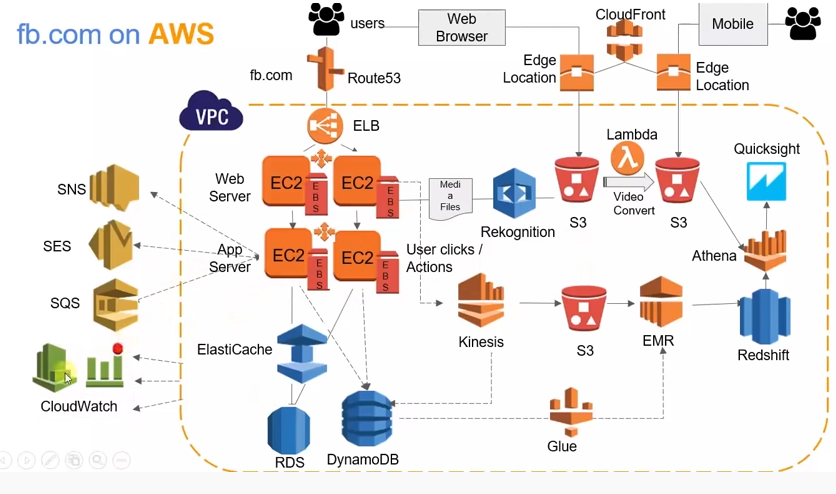 fb.com on AWS
users
Web
Browser
CloudFront
Mobile
fb.com
Route53
Edge
Location
Edge
Location
VPC
ELB
Lambda
λ
Quicksight
SNS
Web
Server
EC2
EBS
EC2
EBS
Medi
a
Files
Rekognition
S3
Video
Convert
S3
SES
App
Server
EC2
EBS
EC2
EBS
User clicks /
Actions
Athena
SQS
ElastiCache
Kinesis
S3
EMR
Redshift
CloudWatch
RDS
DynamoDB
Glue